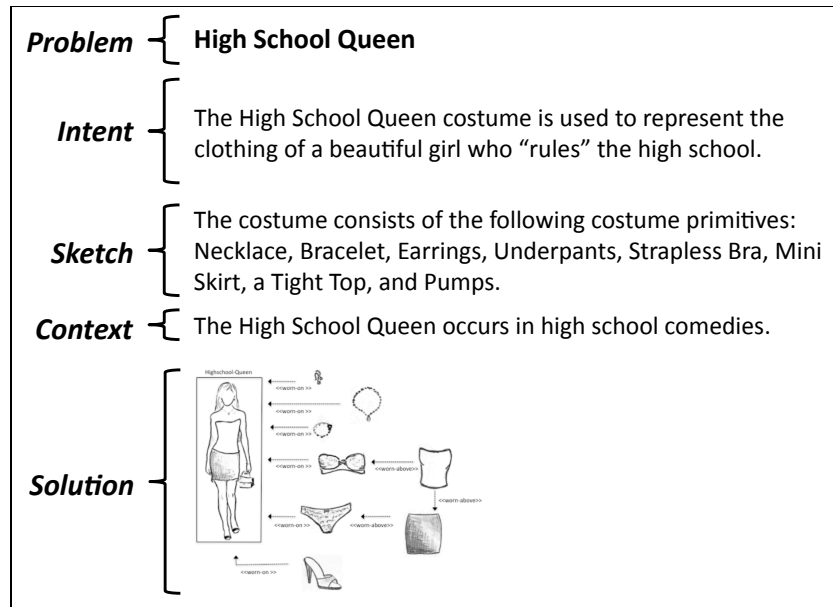 Problem
High School Queen
Intent
The High School Queen costume is used to represent the
clothing of a beautiful girl who “rules” the high school.
Sketch
The costume consists of the following costume primitives:
Necklace, Bracelet, Earrings, Underpants, Strapless Bra, Mini
Skirt, a Tight Top, and Pumps.
Context
The High School Queen occurs in high school comedies.
Solution
Highschool-Queen
<<worn-on >>
<<worn-on >>
<<worn-on >>
<<worn-on >>
<<worn-above>>
<<worn-above>>
<<worn-on >>
<<worn-above>>
<<worn-on >>